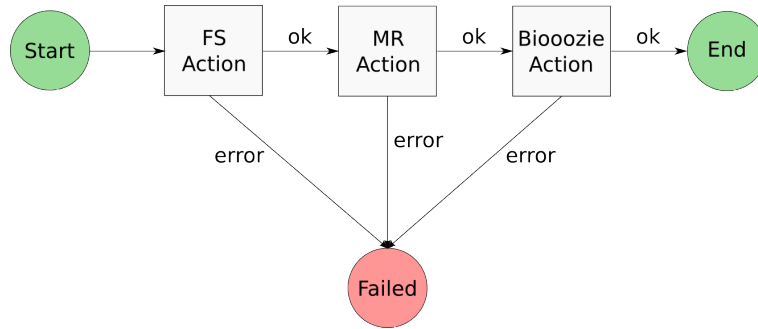 Start
FS
Action
ok
MR
Action
ok
Biooozie
Action
ok
End
error
error
error
Failed